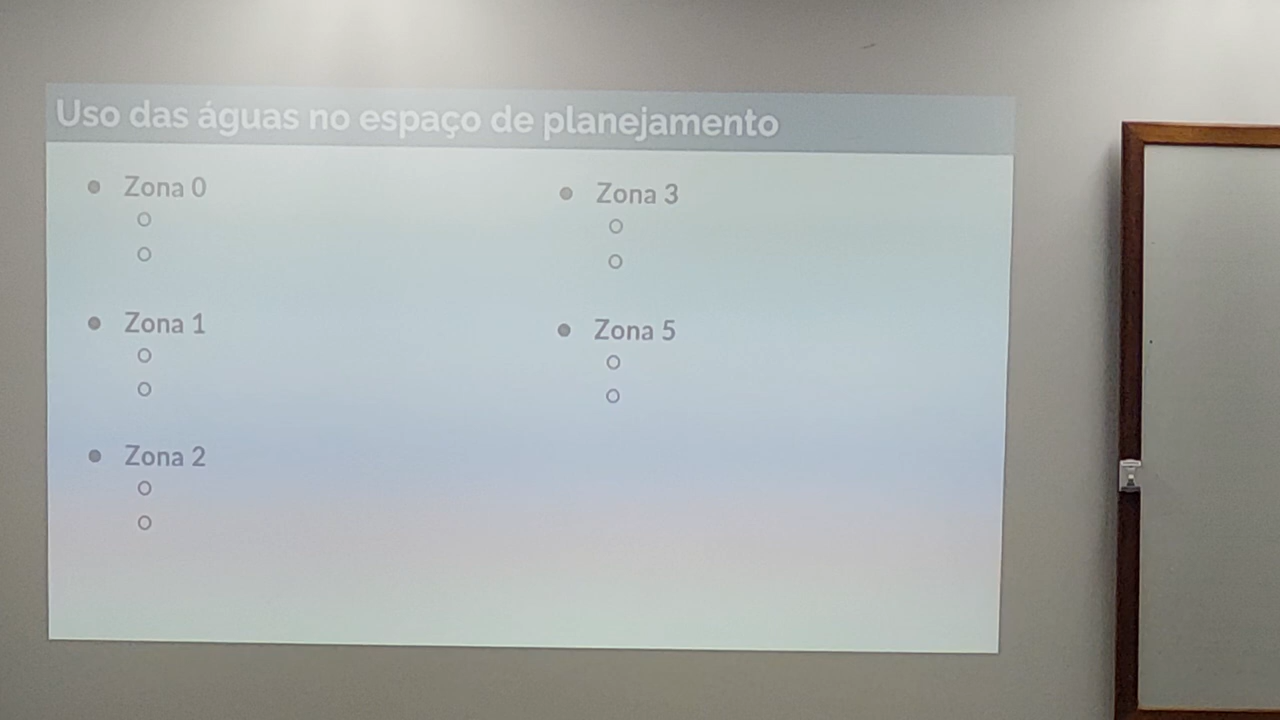 Uso das águas no espaço de planejamento
Zona 0
Zona 1
Zona 2
Zona 3
Zona 5